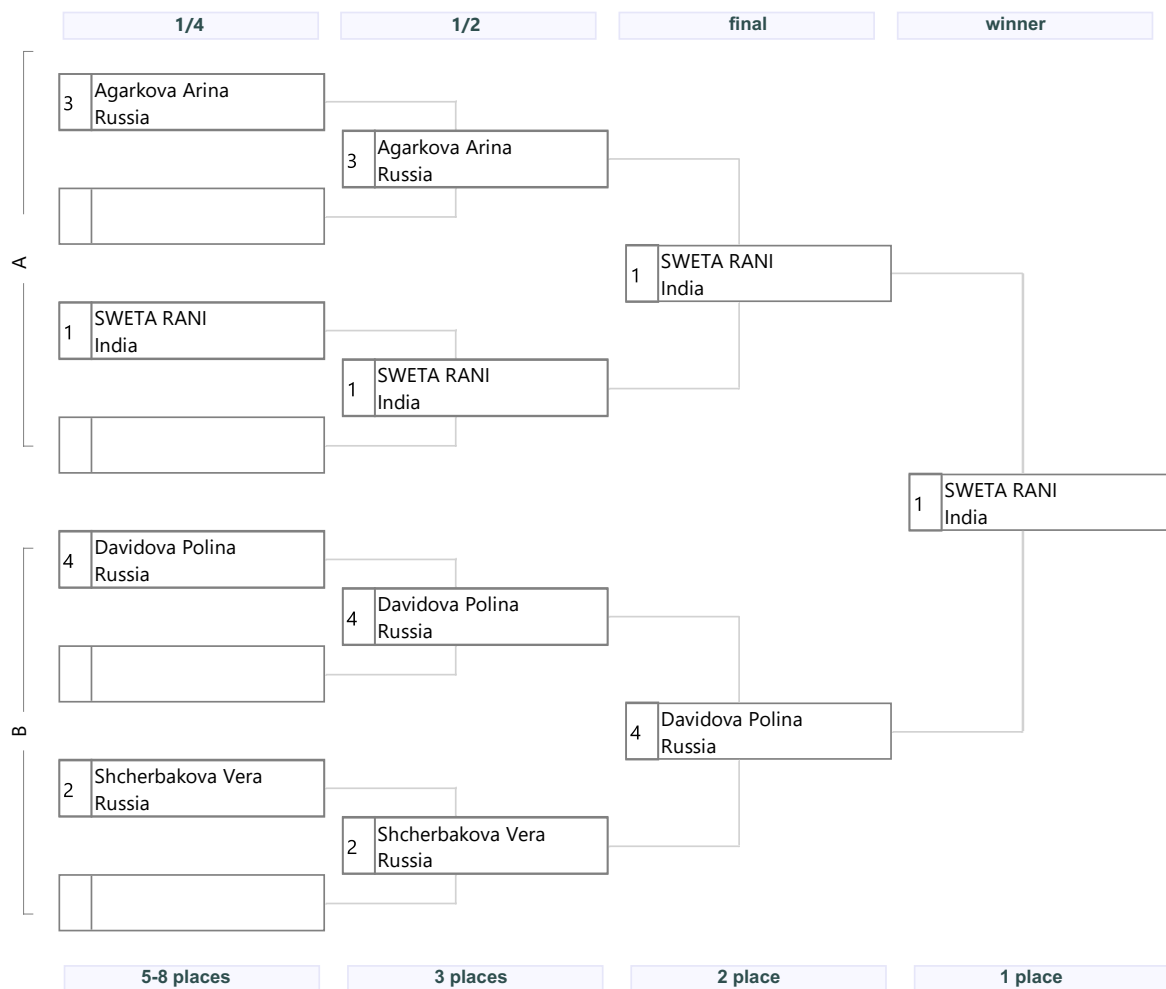 1/4
1/2
final
winner
3
Agarkova Arina
Russia
3
Agarkova Arina
Russia
A
1
SWETA RANI
India
1
SWETA RANI
India
1
SWETA RANI
India
1
SWETA RANI
India
4
Davidova Polina
Russia
4
Davidova Polina
Russia
B
4
Davidova Polina
Russia
2
Shcherbakova Vera
Russia
2
Shcherbakova Vera
Russia
5-8 places
3 places
2 place
1 place